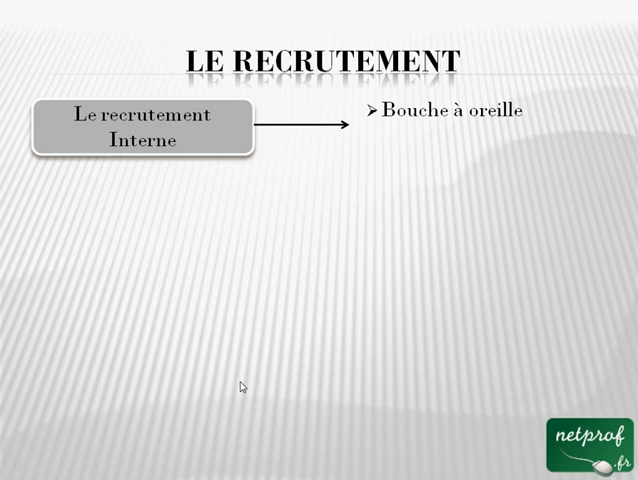 LE RECRUTEMENT
Le recrutement
Interne
Bouche à oreille
netprof
.fr